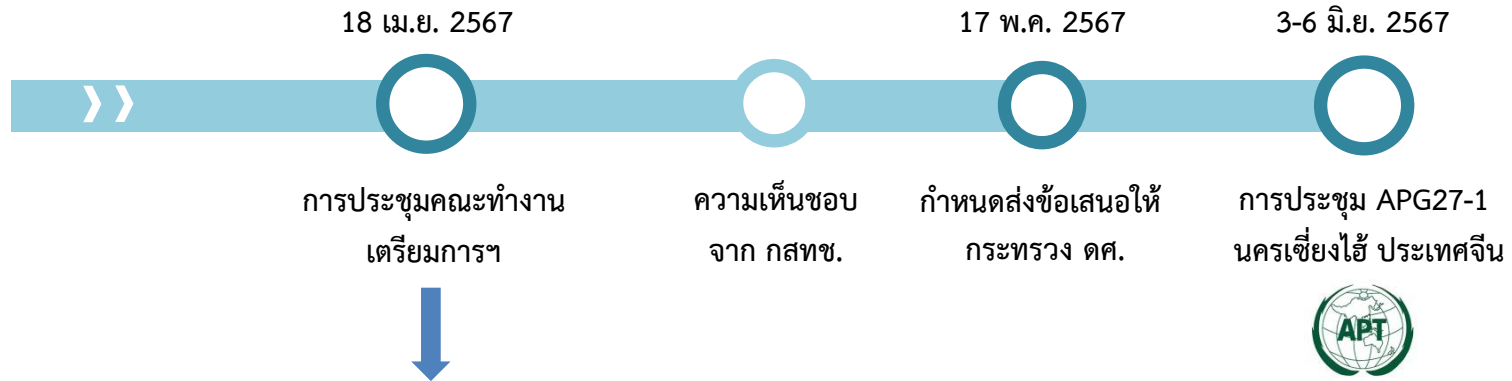 18 เม.ย. 2567
17 พ.ค. 2567
3-6 มิ.ย. 2567
การประชุมคณะทำงาน
เตรียมการฯ
ความเห็นชอบ
จาก กสทช.
กำหนดส่งข้อเสนอให้
กระทรวง ดศ.
การประชุม APG27-1
นครเซี่ยงไฮ้ ประเทศจีน
APT